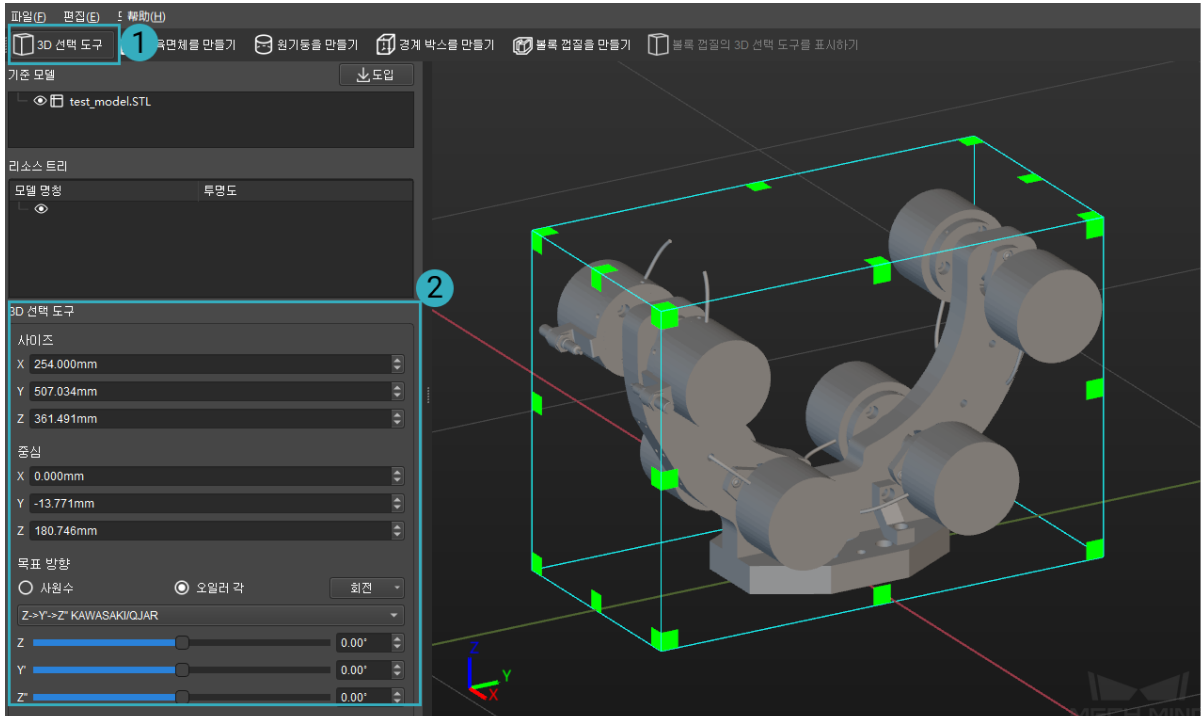 파일(F) 편집(E) 도 帮助(H)
1
3D 선택 도구 육면체를 만들기 원기둥을 만들기 경계 박스를 만들기 볼록 껍질을 만들기 볼록 껍질의 3D 선택 도구를 표시하기
기준 모델 도입
test_model.STL
리소스 트리
모델 명칭 투명도
2
3D 선택 도구
사이즈
X 254.000mm
Y 507.034mm
Z 361.491mm
중심
X 0.000mm
Y -13.771mm
Z 180.746mm
목표 방향
사원수 오일러 각 회전
Z->Y'->Z'' KAWASAKI/QJAR
Z 0.00°
Y' 0.00°
Z'' 0.00°
Z
Y
X
MECH MIND